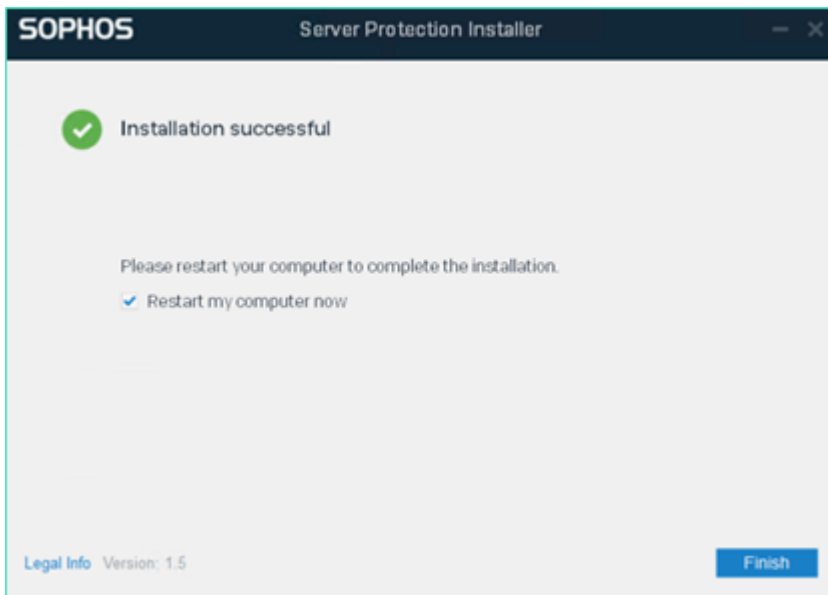 SOPHOS Server Protection Installer
Installation successful
Please restart your computer to complete the installation.
Restart my computer now
Legal Info Version: 1.5 Finish